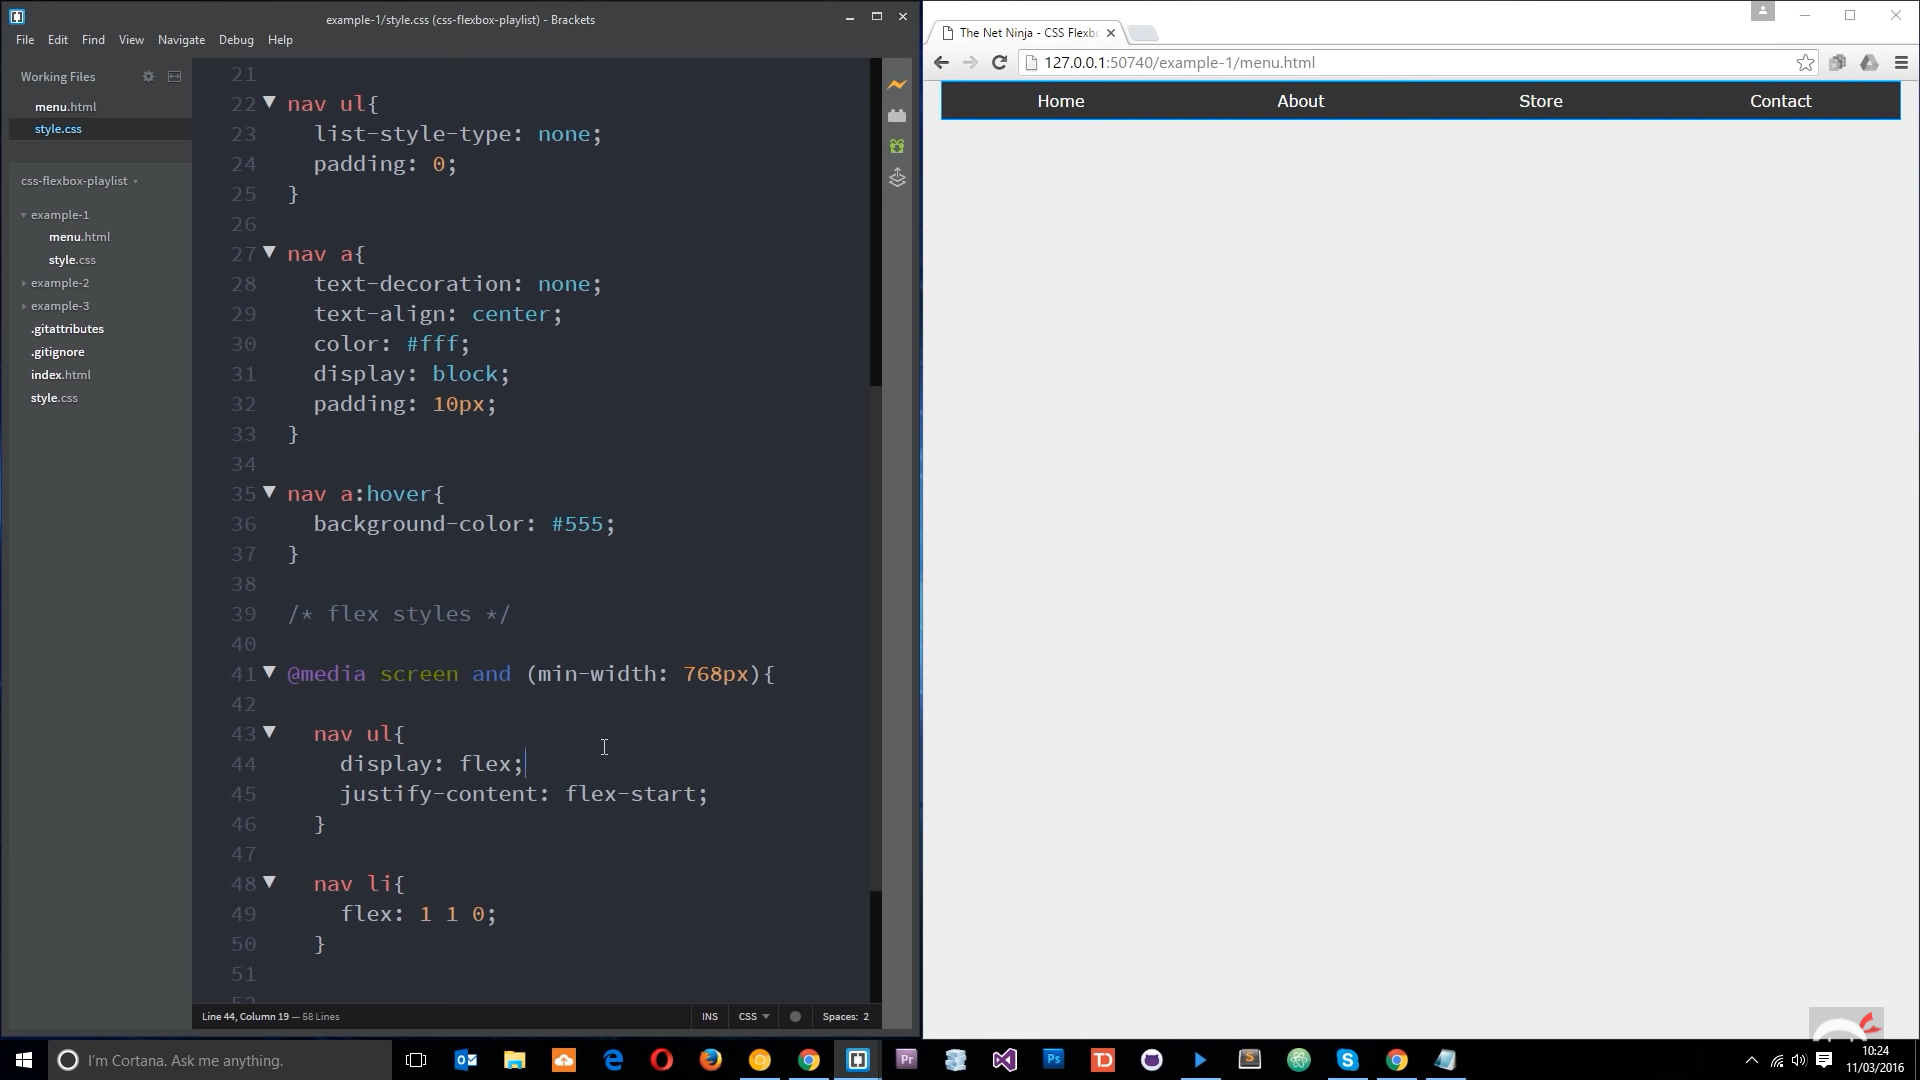 example-1/style.css (css-flexbox-playlist) - Brackets
File Edit Find View Navigate Debug Help
Working Files
menu.html
style.css
css-flexbox-playlist
example-1
menu.html
style.css
example-2
example-3
.gitattributes
.gitignore
index.html
style.css
21
22 nav ul{
23 list-style-type: none;
24 padding: 0;
25 }
26
27 nav a{
28 text-decoration: none;
29 text-align: center;
30 color: #fff;
31 display: block;
32 padding: 10px;
33 }
34
35 nav a:hover{
36 background-color: #555;
37 }
38
39 /* flex styles */
40
41 @media screen and (min-width: 768px){
42
43 nav ul{
44 display: flex;
45 justify-content: flex-start;
46 }
47
48 nav li{
49 flex: 1 1 0;
50 }
51
52
Line 44, Column 19 — 58 Lines
INS CSS Spaces: 2
The Net Ninja - CSS Flexb
127.0.0.1:50740/example-1/menu.html
Home About Store Contact
I'm Cortana. Ask me anything.
Pr
Ps
TD
S
10:24
11/03/2016